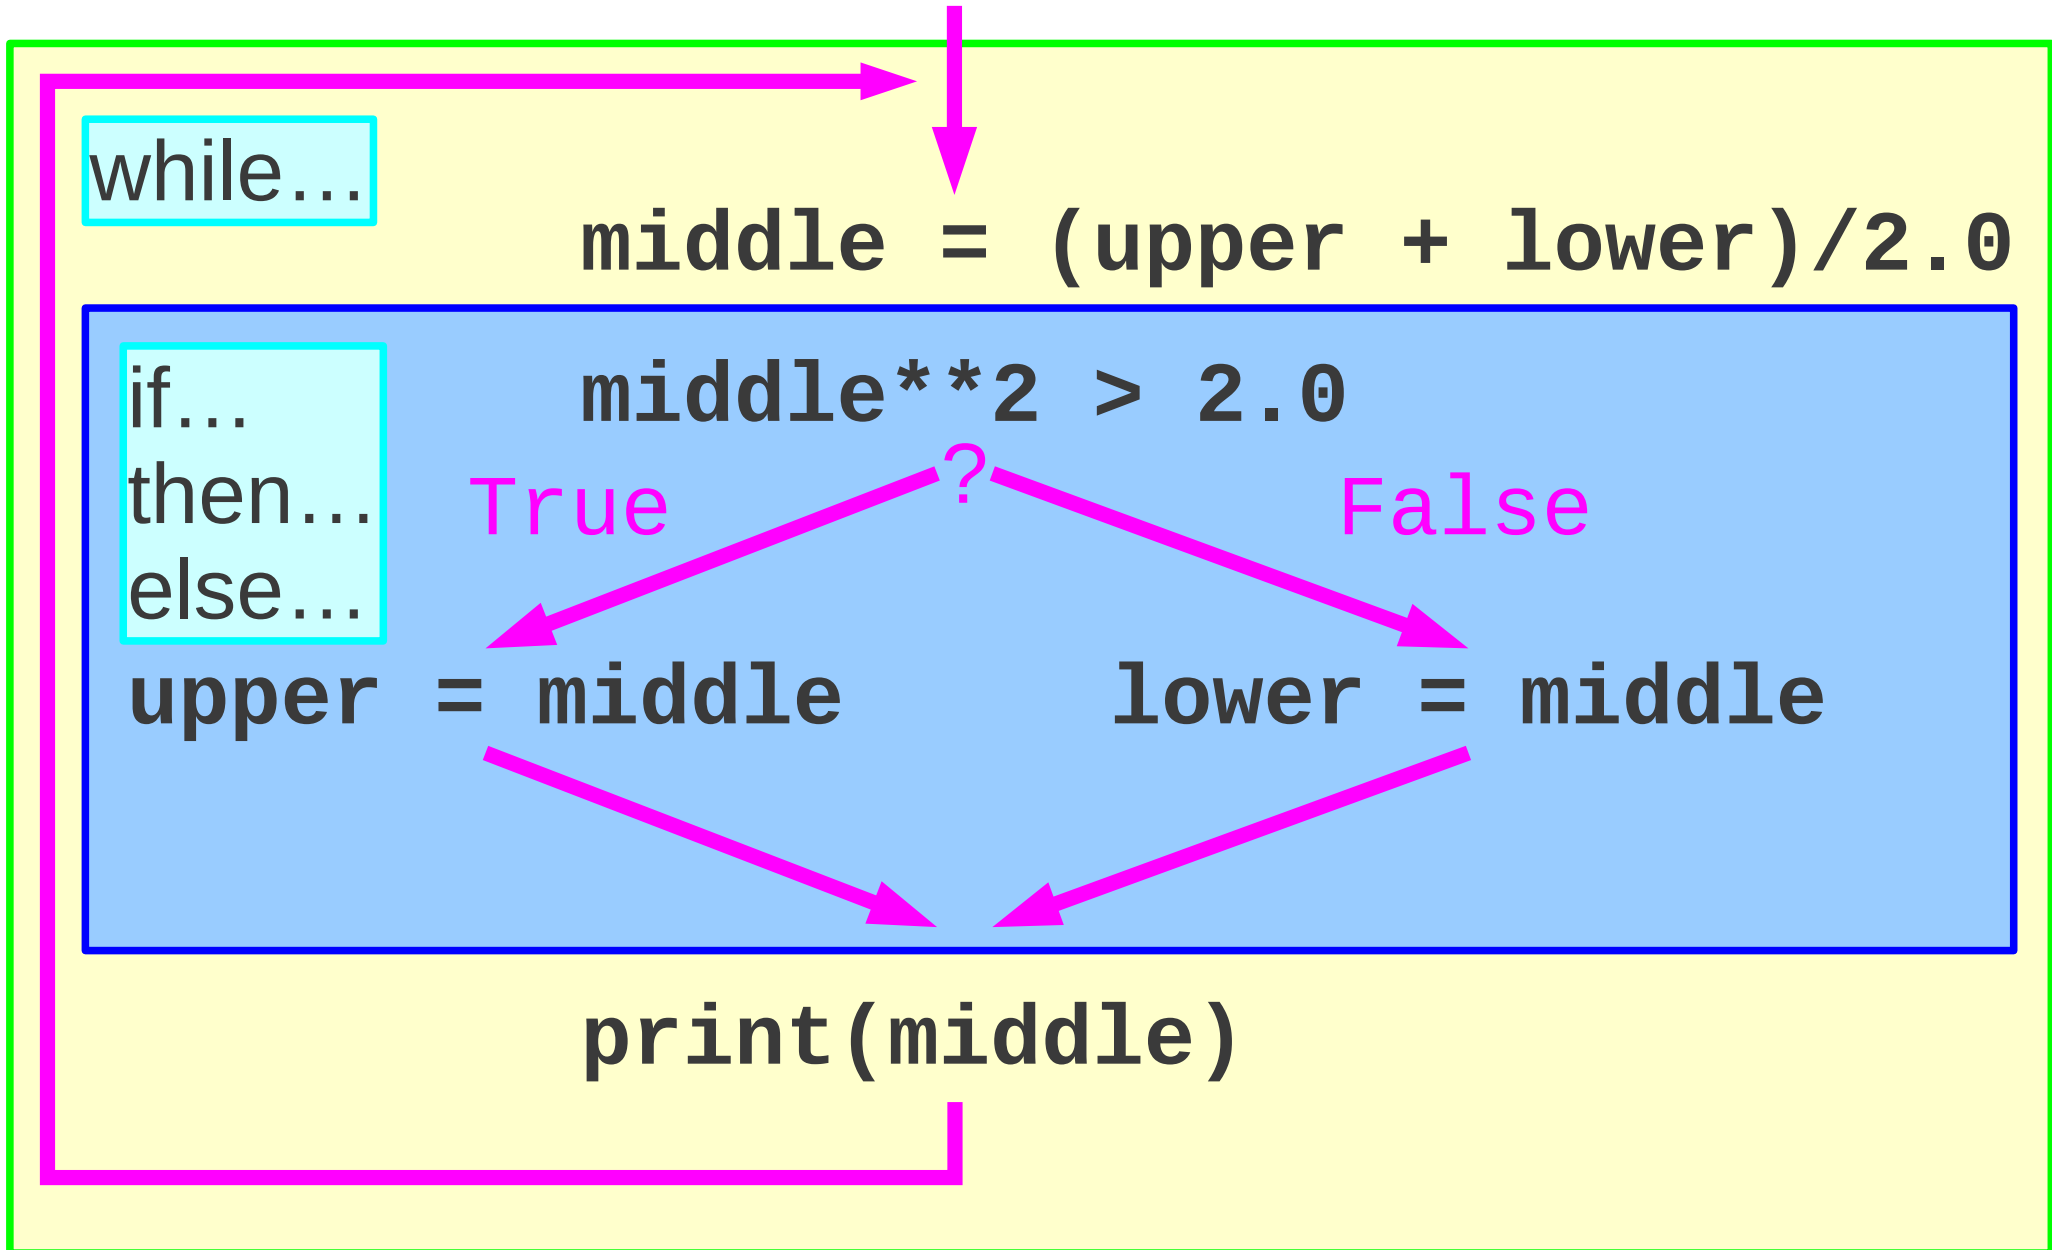 while…
middle = (upper + lower)/2.0
if…
then…
else…
middle**2 > 2.0
?
True
False
upper = middle
lower = middle
print(middle)